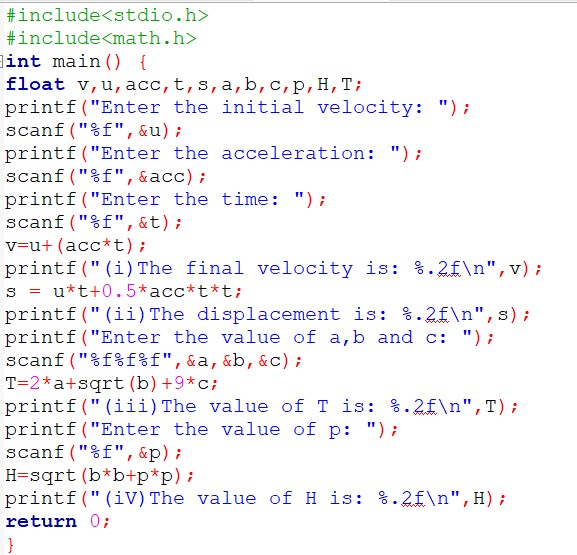 #include<stdio.h>
#include<math.h>
int main() {
float v,u,acc,t,s,a,b,c,p,H,T;
printf("Enter the initial velocity: ");
scanf("%f",&u);
printf("Enter the acceleration: ");
scanf("%f",&acc);
printf("Enter the time: ");
scanf("%f",&t);
v=u+(acc*t);
printf("(i)The final velocity is: %.2f\n",v);
s = u*t+0.5*acc*t*t;
printf("(ii)The displacement is: %.2f\n",s);
printf("Enter the value of a,b and c: ");
scanf("%f%f%f",&a,&b,&c);
T=2*a+sqrt(b)+9*c;
printf("(iii)The value of T is: %.2f\n",T);
printf("Enter the value of p: ");
scanf("%f",&p);
H=sqrt(b*b+p*p);
printf("(iV)The value of H is: %.2f\n",H);
return 0;
}